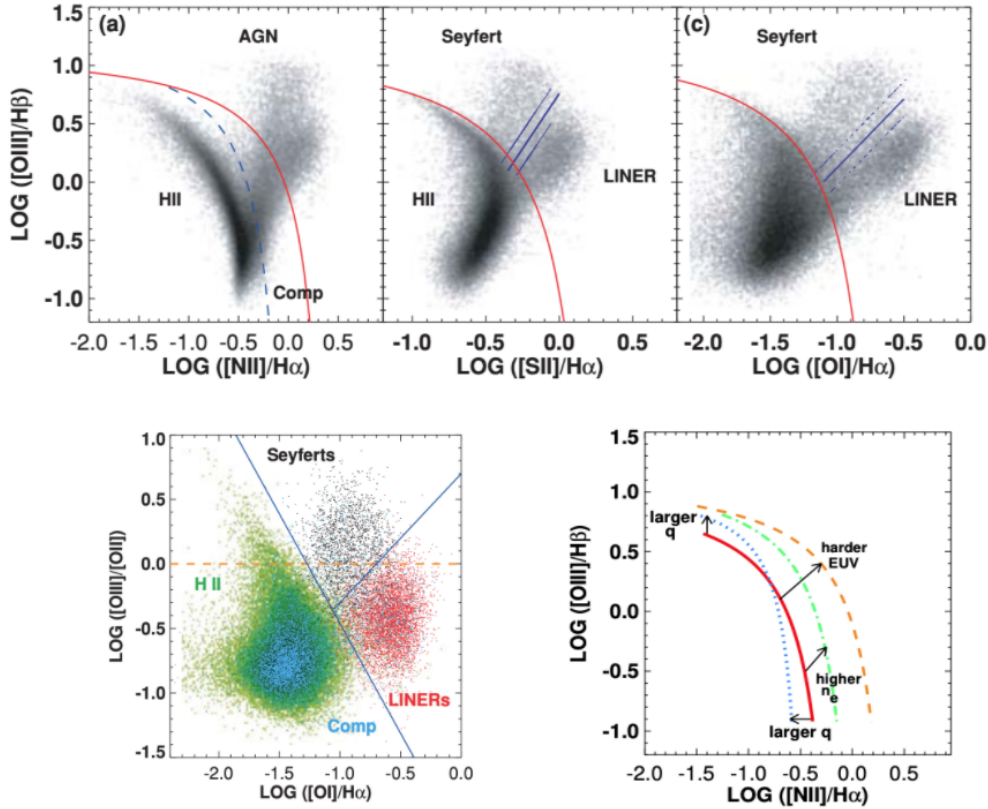 (a) AGN HII Comp
LOG ([OIII]/Hβ)
1.5
1.0
0.5
0.0
-0.5
-1.0
-2.0 -1.5 -1.0 -0.5 0.0 0.5
LOG ([NII]/Hα)
Seyfert
HII
LINER
-1.0 -0.5 0.0 0.5
LOG ([SII]/Hα)
(c)
Seyfert
LINER
-2.0 -1.5 -1.0 -0.5 0.0
LOG ([OI]/Hα)
LOG ([OIII]/[OII])
1.0
0.5
0.0
-0.5
-1.0
-1.5
Seyferts
H II
LINERs
Comp
-2.0 -1.5 -1.0 -0.5 0.0
LOG ([OI]/Hα)
LOG ([OIII]/Hβ)
1.5
1.0
0.5
0.0
-0.5
-1.0
larger
q
harder
EUV
higher
ne
larger q
-2.0 -1.5 -1.0 -0.5 0.0 0.5
LOG ([NII]/Hα)